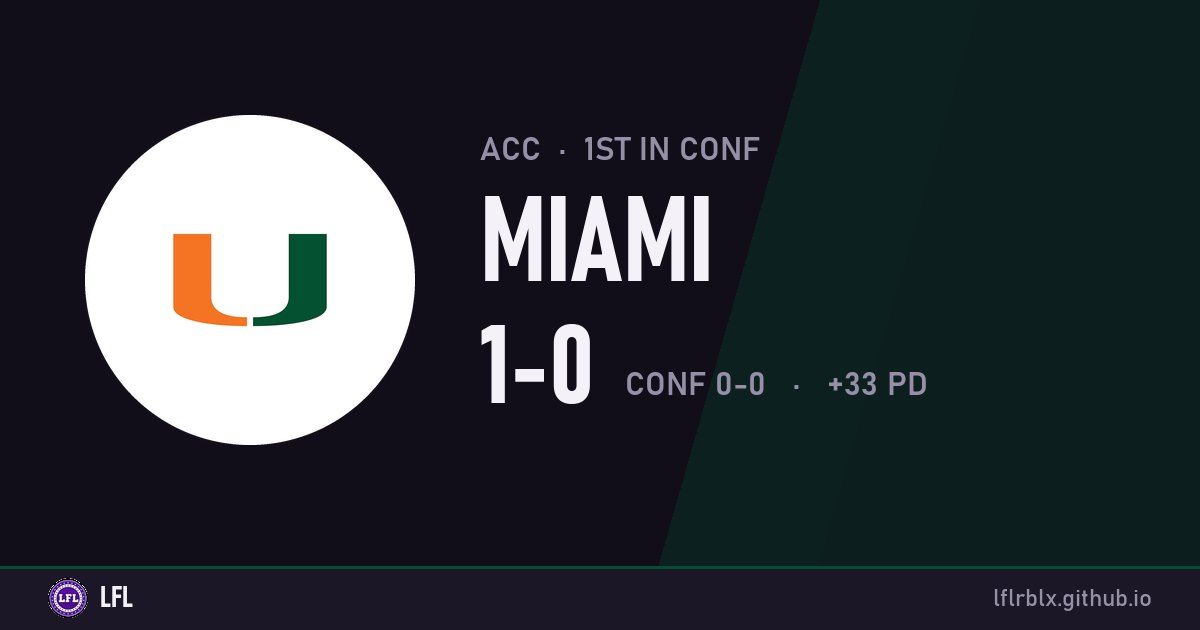 ACC · 1ST IN CONF
MIAMI
1-0 CONF 0-0 · +33 PD
LFL LFL
lflrblx.github.io